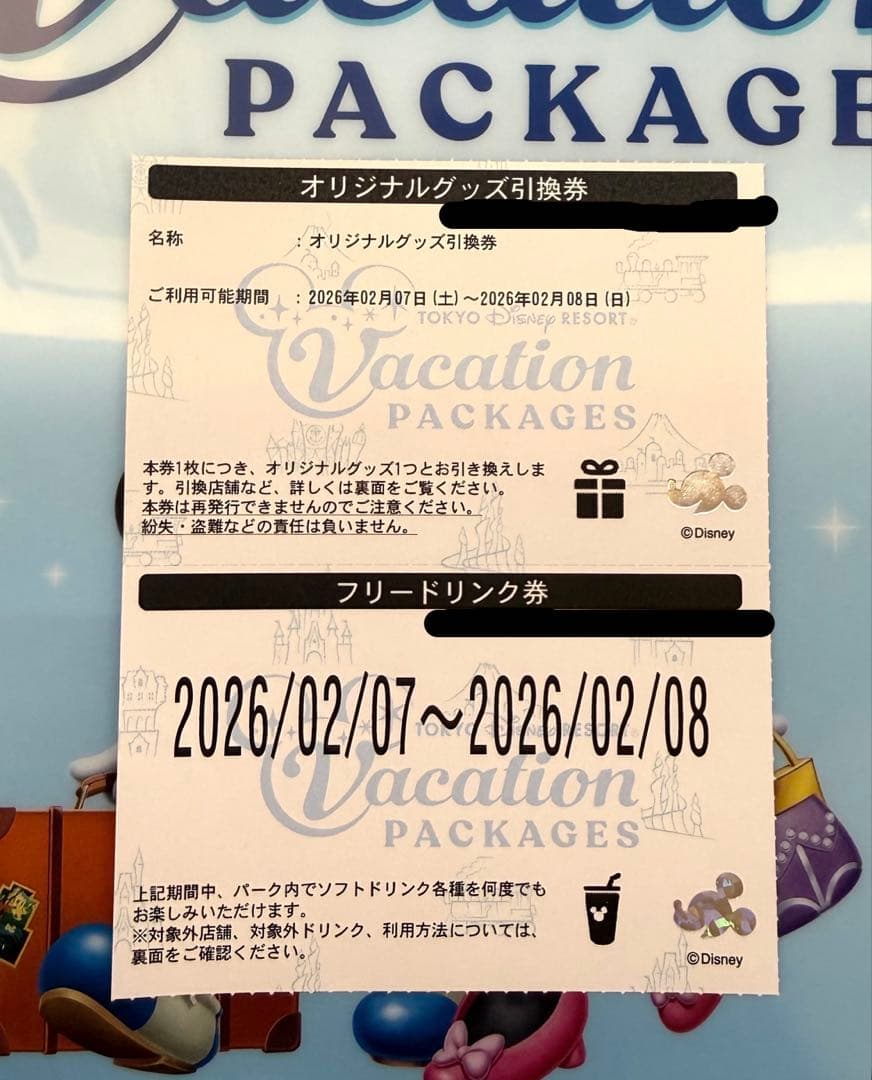 Vacation
PACKAGE
オリジナルグッズ引換券
名称 : オリジナルグッズ引換券
ご利用可能期間 : 2026年02月07日(土)~2026年02月08日(日)
TOKYO Disney RESORT
Vacation
PACKAGES
本券1枚につき、オリジナルグッズ1つとお引き換えしま
す。引換店舗など、詳しくは裏面をご覧ください。
本券は再発行できませんのでご注意ください。
紛失・盗難などの責任は負いません。
©Disney
フリードリンク券
2026/02/07~2026/02/08
TOKYO Disney RESORT
Vacation
PACKAGES
上記期間中、パーク内でソフトドリンク各種を何度でも
お楽しみいただけます。
※対象外店舗、対象外ドリンク、利用方法については、
裏面をご確認ください。
©Disney